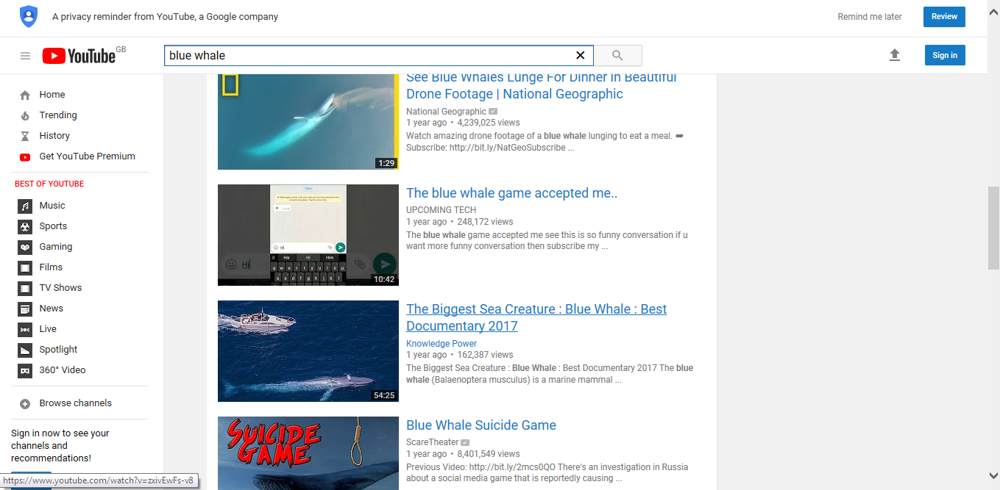 A privacy reminder from YouTube, a Google company
Remind me later
Review
YouTube GB
blue whale
Sign in
Home
Trending
History
Get YouTube Premium
BEST OF YOUTUBE
Music
Sports
Gaming
Films
TV Shows
News
Live
Spotlight
360° Video
Browse channels
Sign in now to see your
channels and
recommendations!
https://www.youtube.com/watch?v=zxivEwFs-v8
See Blue Whales Lunge For Dinner in Beautiful
Drone Footage | National Geographic
National Geographic
1 year ago • 4,239,025 views
Watch amazing drone footage of a blue whale lunging to eat a meal. ➡
Subscribe: http://bit.ly/NatGeoSubscribe ...
1:29
The blue whale game accepted me..
UPCOMING TECH
1 year ago • 248,172 views
The blue whale game accepted me see this is so funny conversation if u
want more funny conversation then subscribe my ...
Hi
His Hi Him
q w e r t y u i o p
a s d f g h j k l
10:42
The Biggest Sea Creature : Blue Whale : Best
Documentary 2017
Knowledge Power
1 year ago • 162,387 views
The Biggest Sea Creature : Blue Whale : Best Documentary 2017 The blue
whale (Balaenoptera musculus) is a marine mammal ...
54:25
SUICIDE
GAME
Blue Whale Suicide Game
ScareTheater
1 year ago • 8,401,549 views
Previous Video: http://bit.ly/2mcs0QO There's an investigation in Russia
about a social media game that is reportedly causing ...